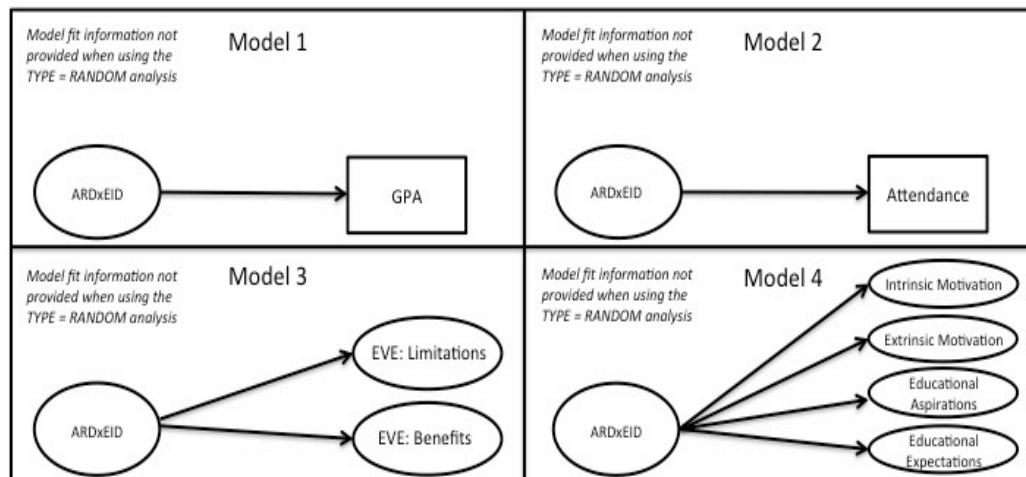 Model fit information not
provided when using the
TYPE = RANDOM analysis
Model 1
ARDxEID
GPA
Model fit information not
provided when using the
TYPE = RANDOM analysis
Model 2
ARDxEID
Attendance
Model fit information not
provided when using the
TYPE = RANDOM analysis
Model 3
EVE: Limitations
ARDxEID
EVE: Benefits
Model fit information not
provided when using the
TYPE = RANDOM analysis
Model 4
Intrinsic Motivation
Extrinsic Motivation
Educational
Aspirations
ARDxEID
Educational
Expectations